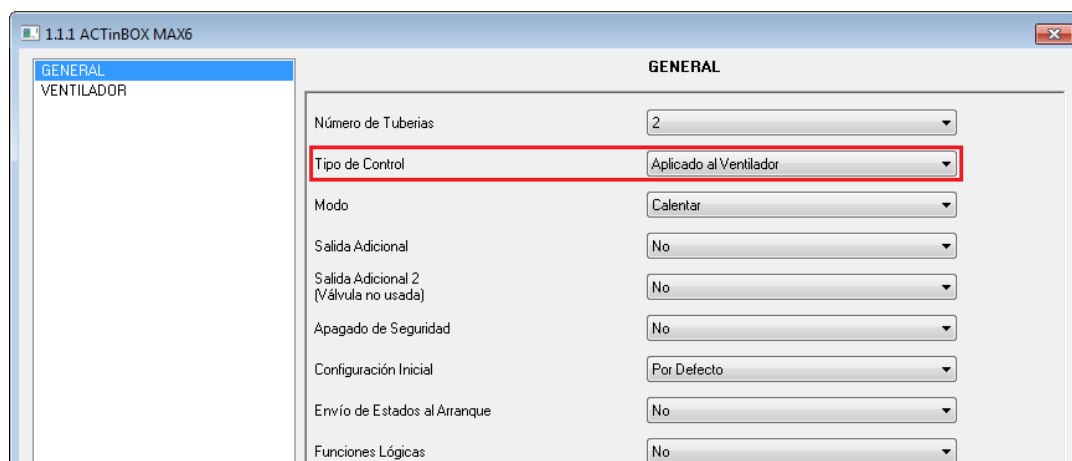 1.1.1 ACTinBOX MAX6
GENERAL
VENTILADOR
GENERAL
Número de Tuberias 2
Tipo de Control Aplicado al Ventilador
Modo Calentar
Salida Adicional No
Salida Adicional 2
(Válvula no usada) No
Apagado de Seguridad No
Configuración Inicial Por Defecto
Envío de Estados al Arranque No
Funciones Lógicas No